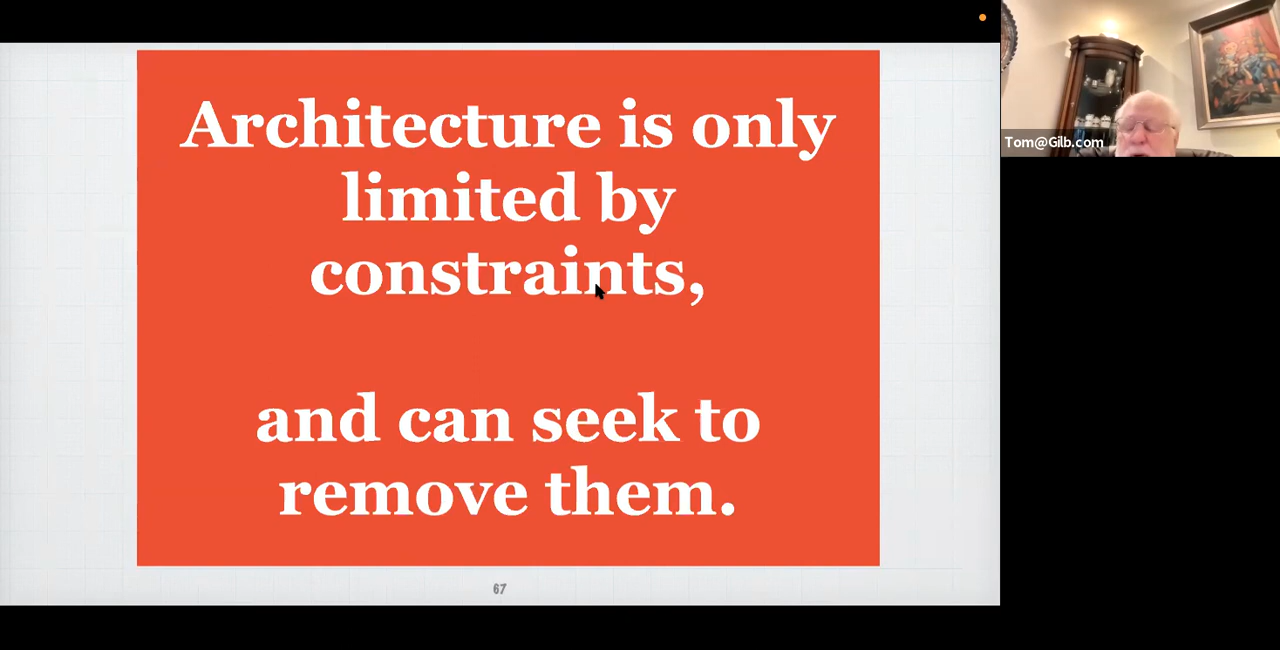 Architecture is only
limited by
constraints,
and can seek to
remove them.
67
Tom@Gilb.com